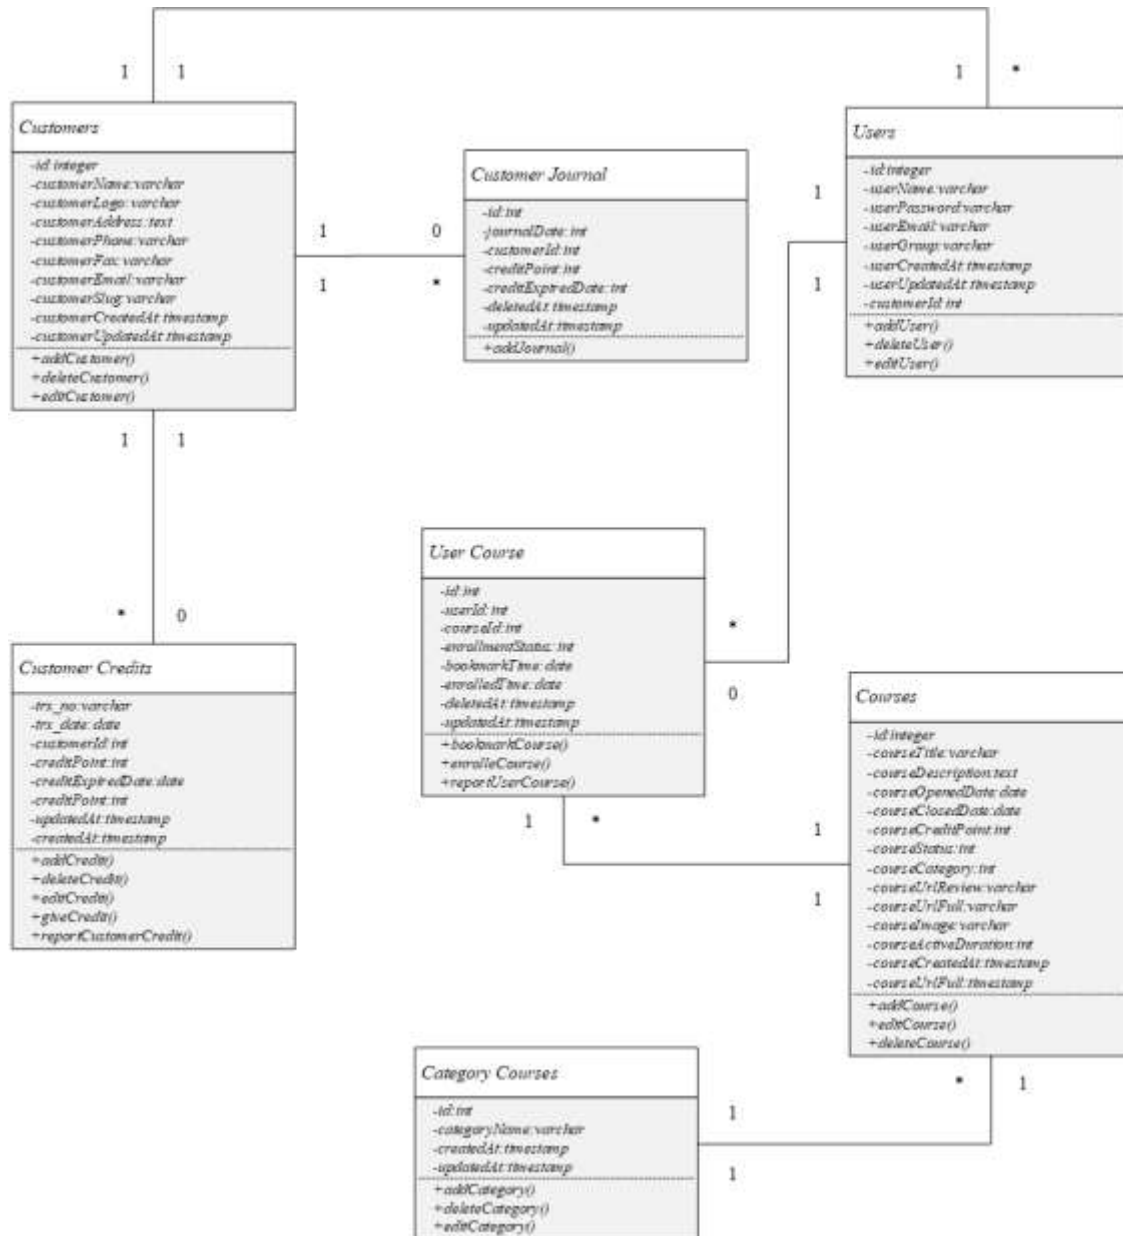 1 1 1 *
Customers
-id:integer
-customerName:varchar
-customerLogo:varchar
-customerAddress:text
-customerPhone:varchar
-customerFax:varchar
-customerEmail:varchar
-customerSlug:varchar
-customerCreatedAt:timestamp
-customerUpdatedAt:timestamp
+addCustomer()
+deleteCustomer()
+editCustomer()
1 0
1 *
Customer Journal
-id:int
-journalDate:int
-customerId:int
-creditPoint:int
-creditExpiredDate:int
-deletedAt:timestamp
-updatedAt:timestamp
+addJournal()
Users
-id:integer
-userName:varchar
-userPassword:varchar
-userEmail:varchar
-userGroup:varchar
-userCreatedAt:timestamp
-userUpdatedAt:timestamp
-customerId:int
+addUser()
+deleteUser()
+editUser()
1
1
1 1
* 0
Customer Credits
-trx_no:varchar
-trx_date:date
-customerId:int
-creditPoint:int
-creditExpiredDate:date
-creditPoint:int
-updatedAt:timestamp
-createdAt:timestamp
+addCredit()
+deleteCredit()
+editCredit()
+giveCredit()
+reportCustomerCredit()
User Course
-id:int
-userId:int
-courseId:int
-enrollmentStatus:int
-bookmarkTime:date
-enrolledTime:date
-deletedAt:timestamp
-updatedAt:timestamp
+bookmarkCourse()
+enrolleCourse()
+reportUserCourse()
*
0
1 *
1
1
Courses
-id:integer
-courseTitle:varchar
-courseDescription:text
-courseOpenedDate:date
-courseClosedDate:date
-courseCreditPoint:int
-courseStatus:int
-courseCategory:int
-courseUrlReview:varchar
-courseUrlFull:varchar
-courseImage:varchar
-courseActiveDuration:int
-courseCreatedAt:timestamp
-courseUrlFull:timestamp
+addCourse()
+editCourse()
+deleteCourse()
* 1
1
1
Category Courses
-id:int
-categoryName:varchar
-createdAt:timestamp
-updatedAt:timestamp
+addCategory()
+deleteCategory()
+editCategory()